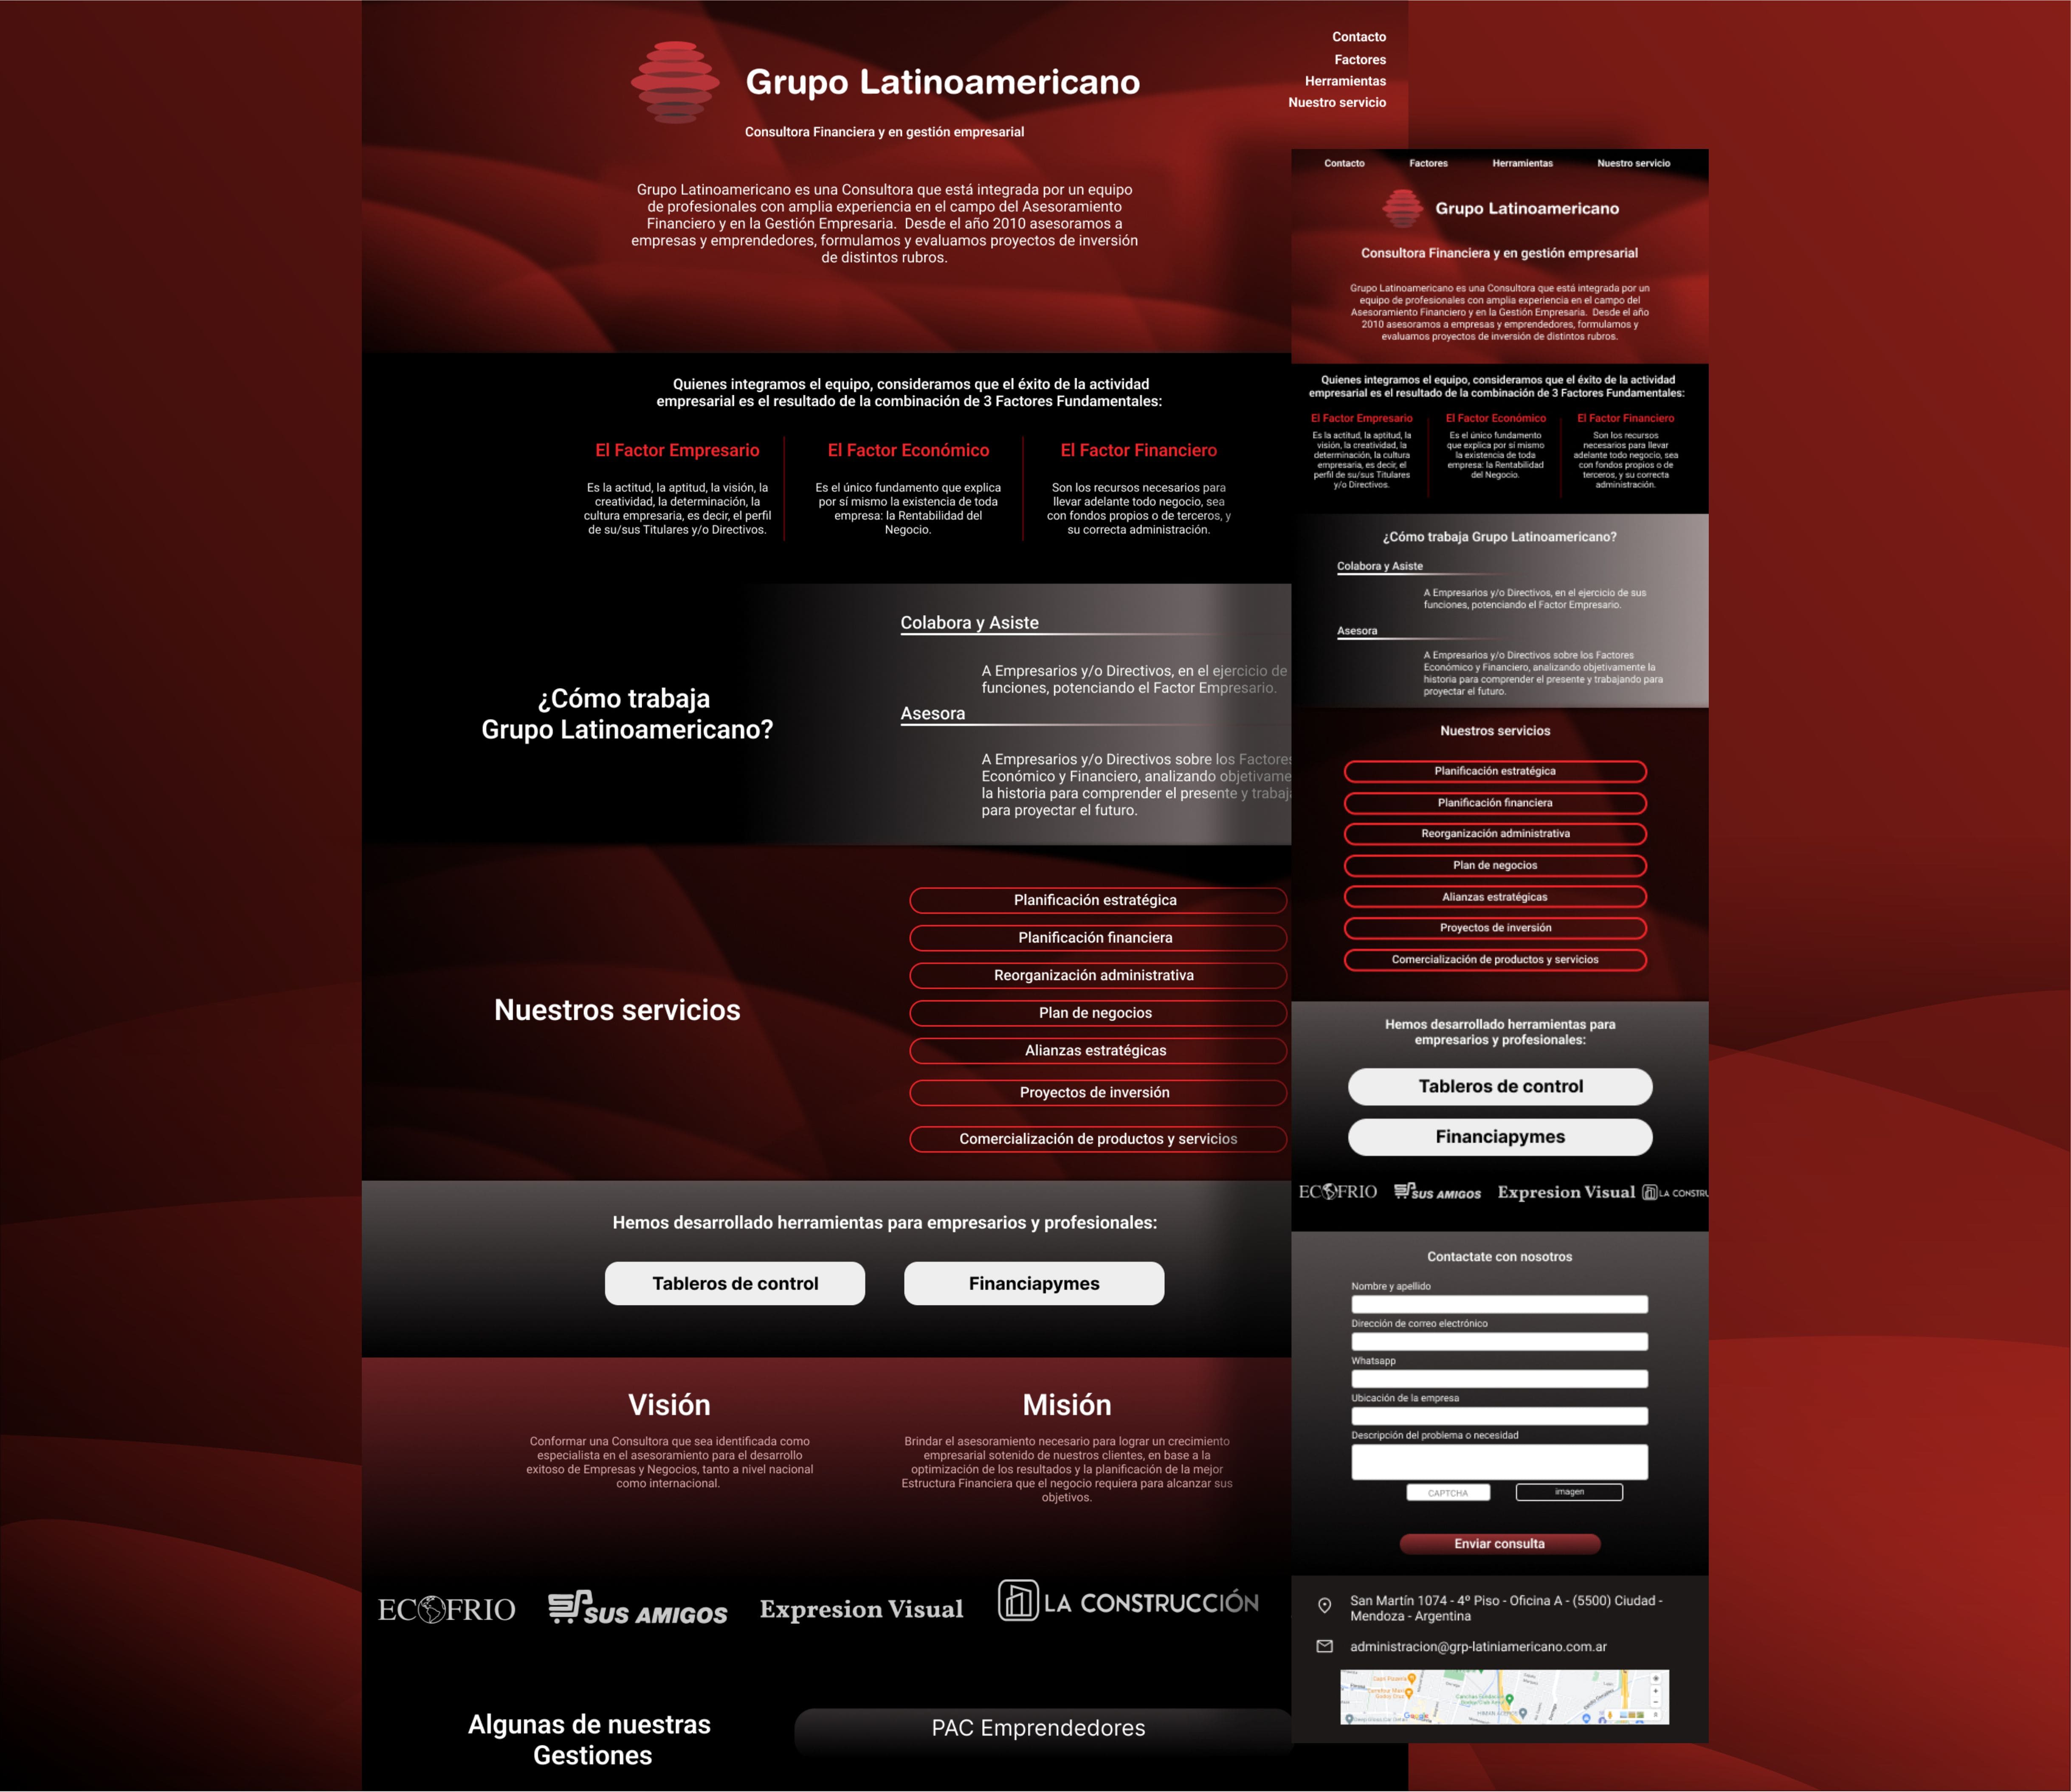 Grupo Latinoamericano
Consultora Financiera y en gestión empresarial
Contacto
Factores
Herramientas
Nuestro servicio
Grupo Latinoamericano es una Consultora que está integrada por un equipo
de profesionales con amplia experiencia en el campo del Asesoramiento
Financiero y en la Gestión Empresaria. Desde el año 2010 asesoramos a
empresas y emprendedores, formulamos y evaluamos proyectos de inversión
de distintos rubros.
Quienes integramos el equipo, consideramos que el éxito de la actividad
empresarial es el resultado de la combinación de 3 Factores Fundamentales:
El Factor Empresario
Es la actitud, la aptitud, la visión, la
creatividad, la determinación, la
cultura empresaria, es decir, el perfil
de su/sus Titulares y/o Directivos.
El Factor Económico
Es el único fundamento que explica
por sí mismo la existencia de toda
empresa: la Rentabilidad del
Negocio.
El Factor Financiero
Son los recursos necesarios para
llevar adelante todo negocio, sea
con fondos propios o de terceros, y
su correcta administración.
¿Cómo trabaja
Grupo Latinoamericano?
Colabora y Asiste
A Empresarios y/o Directivos, en el ejercicio de
funciones, potenciando el Factor Empresario.
Asesora
A Empresarios y/o Directivos sobre los Factores
Económico y Financiero, analizando objetivame
la historia para comprender el presente y trabaj
para proyectar el futuro.
Nuestros servicios
Planificación estratégica
Planificación financiera
Reorganización administrativa
Plan de negocios
Alianzas estratégicas
Proyectos de inversión
Comercialización de productos y servicios
Hemos desarrollado herramientas para empresarios y profesionales:
Tableros de control
Financiapymes
Visión
Conformar una Consultora que sea identificada como
especialista en el asesoramiento para el desarrollo
exitoso de Empresas y Negocios, tanto a nivel nacional
como internacional.
Misión
Brindar el asesoramiento necesario para lograr un crecimiento
empresarial sotenido de nuestros clientes, en base a la
optimización de los resultados y la planificación de la mejor
Estructura Financiera que el negocio requiera para alcanzar sus
objetivos.
ECOFRIO
SUS AMIGOS
Expresion Visual
LA CONSTRUCCIÓN
Algunas de nuestras
Gestiones
PAC Emprendedores
Contacto
Factores
Herramientas
Nuestro servicio
Grupo Latinoamericano
Consultora Financiera y en gestión empresarial
Grupo Latinoamericano es una Consultora que está integrada por un
equipo de profesionales con amplia experiencia en el campo del
Asesoramiento Financiero y en la Gestión Empresaria. Desde el año
2010 asesoramos a empresas y emprendedores, formulamos y
evaluamos proyectos de inversión de distintos rubros.
Quienes integramos el equipo, consideramos que el éxito de la actividad
empresarial es el resultado de la combinación de 3 Factores Fundamentales:
El Factor Empresario
Es la actitud, la aptitud, la
visión, la creatividad, la
determinación, la cultura
empresaria, es decir, el
perfil de su/sus Titulares
y/o Directivos.
El Factor Económico
Es el único fundamento
que explica por sí mismo
la existencia de toda
empresa: la Rentabilidad
del Negocio.
El Factor Financiero
Son los recursos
necesarios para llevar
adelante todo negocio, sea
con fondos propios o de
terceros, y su correcta
administración.
¿Cómo trabaja Grupo Latinoamericano?
Colabora y Asiste
A Empresarios y/o Directivos, en el ejercicio de sus
funciones, potenciando el Factor Empresario.
Asesora
A Empresarios y/o Directivos sobre los Factores
Económico y Financiero, analizando objetivamente la
historia para comprender el presente y trabajando para
proyectar el futuro.
Nuestros servicios
Planificación estratégica
Planificación financiera
Reorganización administrativa
Plan de negocios
Alianzas estratégicas
Proyectos de inversión
Comercialización de productos y servicios
Hemos desarrollado herramientas para
empresarios y profesionales:
Tableros de control
Financiapymes
ECOFRIO
SUS AMIGOS
Expresion Visual
LA CONSTRU
Contactate con nosotros
Nombre y apellido
Dirección de correo electrónico
Whatsapp
Ubicación de la empresa
Descripción del problema o necesidad
CAPTCHA
imagen
Enviar consulta
San Martín 1074 - 4º Piso - Oficina A - (5500) Ciudad -
Mendoza - Argentina
administracion@grp-latiniamericano.com.ar
Google